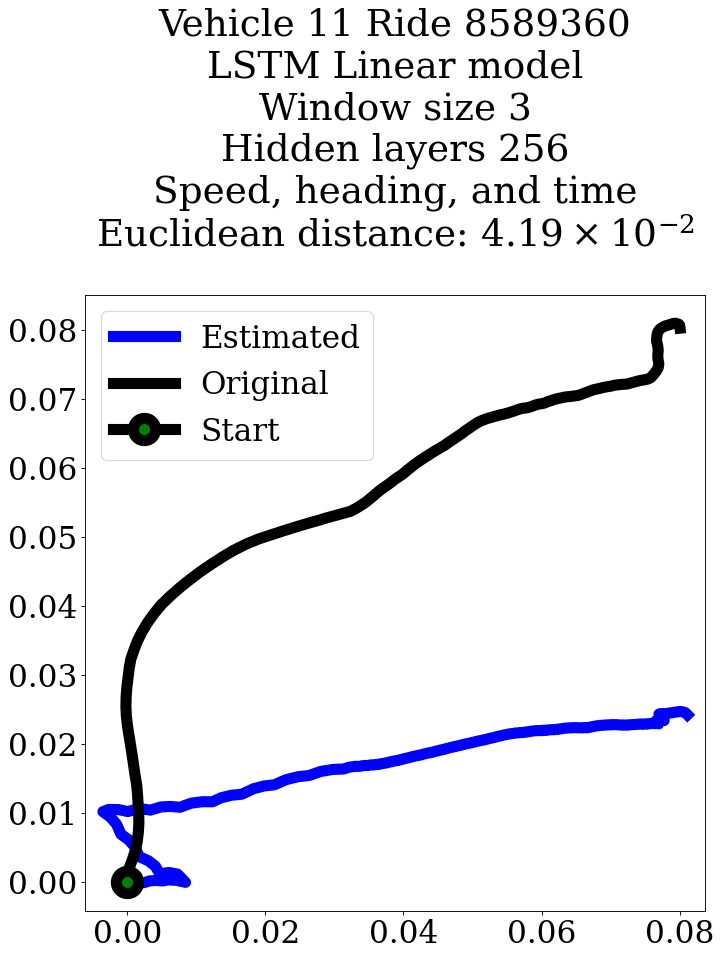 Vehicle 11 Ride 8589360
LSTM Linear model
Window size 3
Hidden layers 256
Speed, heading, and time
Euclidean distance: 4.19 × 10⁻²
Estimated
Original
Start
0.08
0.07
0.06
0.05
0.04
0.03
0.02
0.01
0.00
0.00 0.02 0.04 0.06 0.08